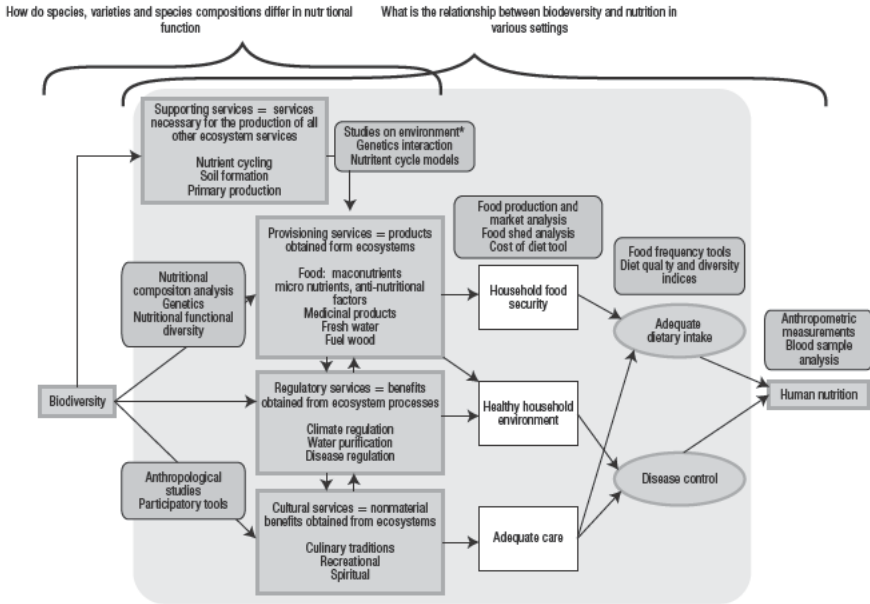 How do species, varieties and species compositions differ in nutr tional
function
What is the relationship between biodeversity and nutrition in
various settings
Supporting services = services
necessary for the production of all
other ecosystem services
Nutrient cycling
Soil formation
Primary production
Studies on environment*
Genetics interaction
Nutritent cycle models
Provisioning services = products
obtained form ecosystems
Food: maconutrients
micro nutrients, anti-nutritional
factors
Medicinal products
Fresh water
Fuel wood
Food production and
market analysis
Food shed analysis
Cost of diet tool
Food frequency tools
Diet quality and diversity
indices
Nutritional
compositon analysis
Genetics
Nutritional functional
diversity
Household food
security
Adequate
dietary intake
Anthropometric
measurements
Blood sample
analysis
Biodiversity
Regulatory services = benefits
obtained from ecosystem processes
Climate regulation
Water purification
Disease regulation
Healthy household
environment
Human nutrition
Anthropological
studies
Participatory tools
Disease control
Cultural services = nonmaterial
benefits obtained from ecosystems
Culinary traditions
Recreational
Spiritual
Adequate care